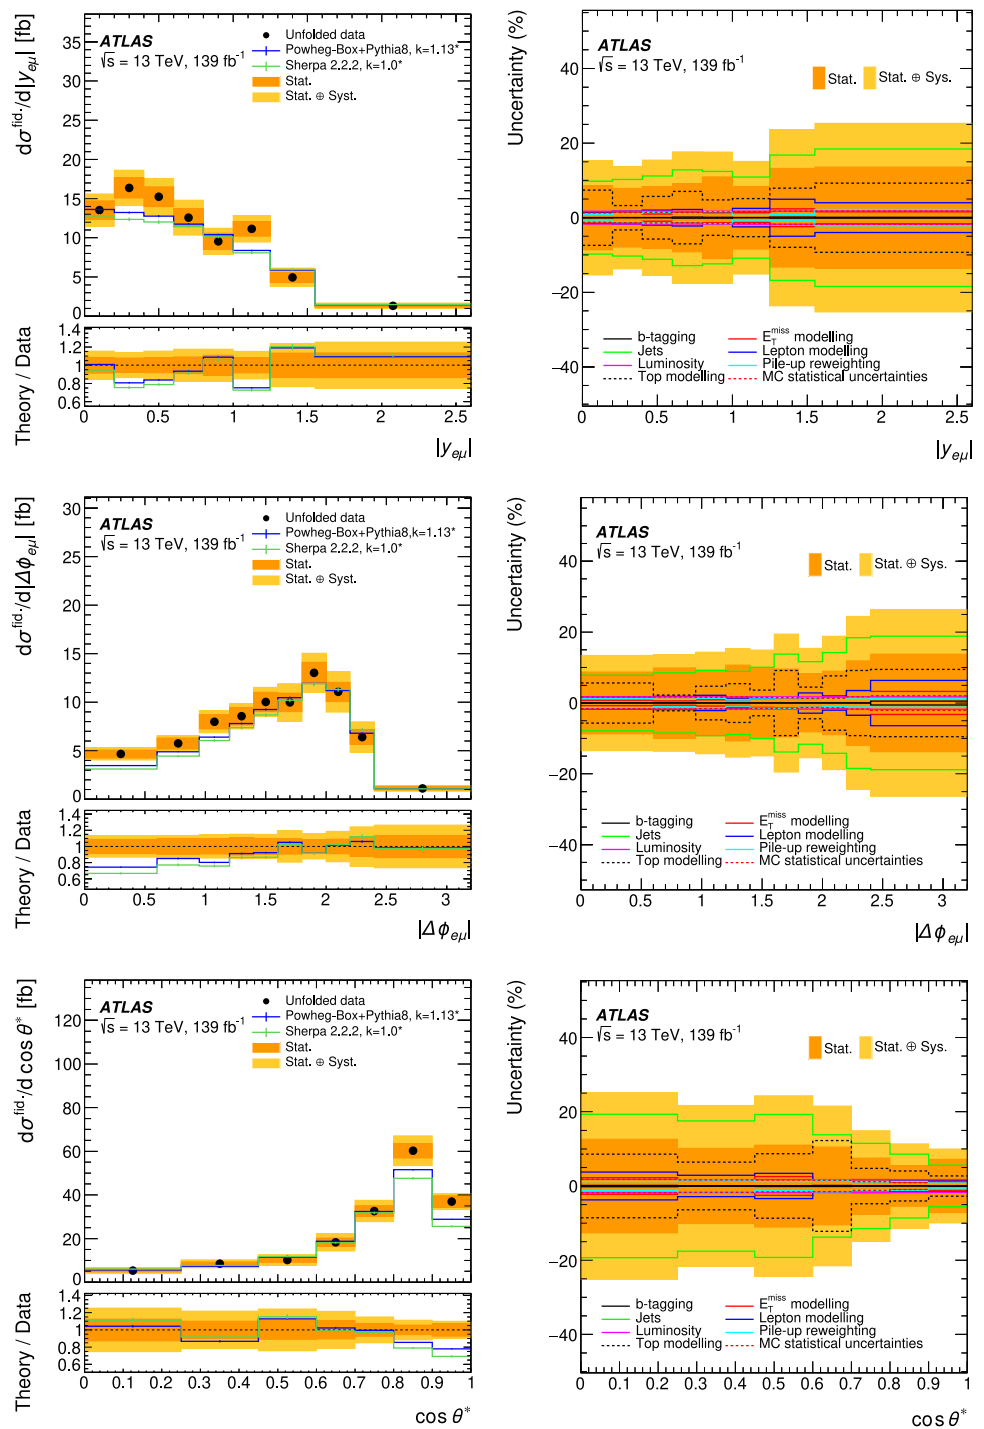 dσ^fid./d|y_eμ| [fb]
ATLAS
√s = 13 TeV, 139 fb⁻¹
Unfolded data
Powheg-Box+Pythia8, k=1.13*
Sherpa 2.2.2, k=1.0*
Stat.
Stat. ⊕ Syst.
35
30
25
20
15
10
5
0
Theory / Data
1.4
1.2
1
0.8
0.6
0 0.5 1 1.5 2 2.5
|y_eμ|
Uncertainty (%)
ATLAS
√s = 13 TeV, 139 fb⁻¹
Stat. Stat. ⊕ Sys.
40
20
0
−20
−40
b-tagging
Jets
Luminosity
Top modelling
E_T^miss modelling
Lepton modelling
Pile-up reweighting
MC statistical uncertainties
0 0.5 1 1.5 2 2.5
|y_eμ|
dσ^fid./d|Δϕ_eμ| [fb]
ATLAS
√s = 13 TeV, 139 fb⁻¹
Unfolded data
Powheg-Box+Pythia8,k=1.13*
Sherpa 2.2.2, k=1.0*
Stat.
Stat. ⊕ Syst.
30
25
20
15
10
5
0
Theory / Data
1.4
1.2
1
0.8
0.6
0 0.5 1 1.5 2 2.5 3
|Δϕ_eμ|
Uncertainty (%)
ATLAS
√s = 13 TeV, 139 fb⁻¹
Stat. Stat. ⊕ Sys.
40
20
0
−20
−40
b-tagging
Jets
Luminosity
Top modelling
E_T^miss modelling
Lepton modelling
Pile-up reweighting
MC statistical uncertainties
0 0.5 1 1.5 2 2.5 3
|Δϕ_eμ|
dσ^fid./d cos θ* [fb]
ATLAS
√s = 13 TeV, 139 fb⁻¹
Unfolded data
Powheg-Box+Pythia8, k=1.13*
Sherpa 2.2.2, k=1.0*
Stat.
Stat. ⊕ Syst.
120
100
80
60
40
20
0
Theory / Data
1.4
1.2
1
0.8
0.6
0 0.1 0.2 0.3 0.4 0.5 0.6 0.7 0.8 0.9 1
cos θ*
Uncertainty (%)
ATLAS
√s = 13 TeV, 139 fb⁻¹
Stat. Stat. ⊕ Sys.
40
20
0
−20
−40
b-tagging
Jets
Luminosity
Top modelling
E_T^miss modelling
Lepton modelling
Pile-up reweighting
MC statistical uncertainties
0 0.1 0.2 0.3 0.4 0.5 0.6 0.7 0.8 0.9 1
cos θ*